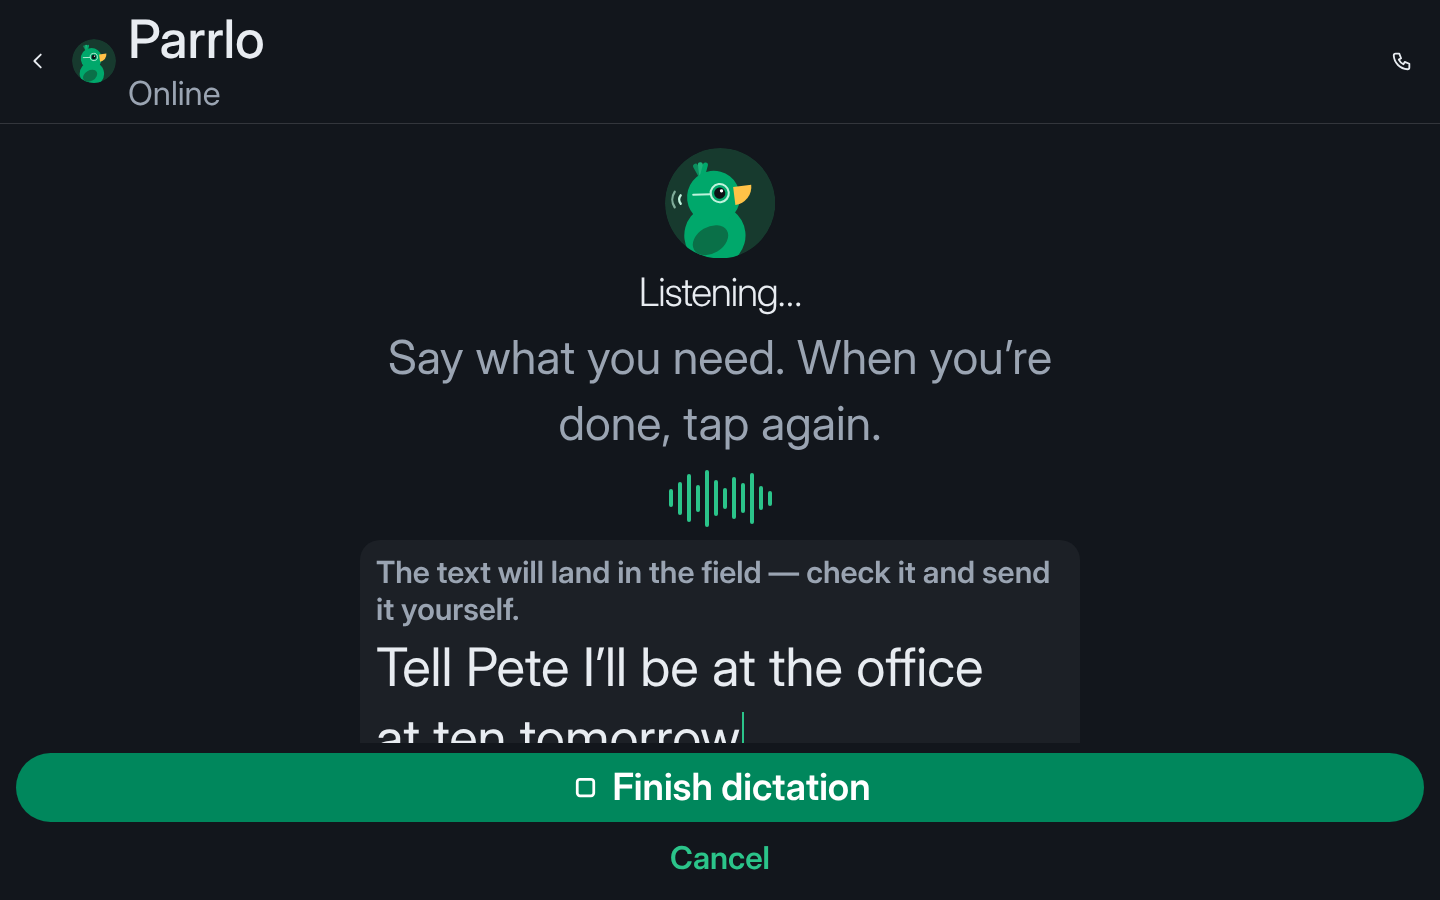 Parrlo
Online
Listening...
Say what you need. When you’re
done, tap again.
The text will land in the field — check it and send
it yourself.
Tell Pete I’ll be at the office
at ten tomorrow
Finish dictation
Cancel